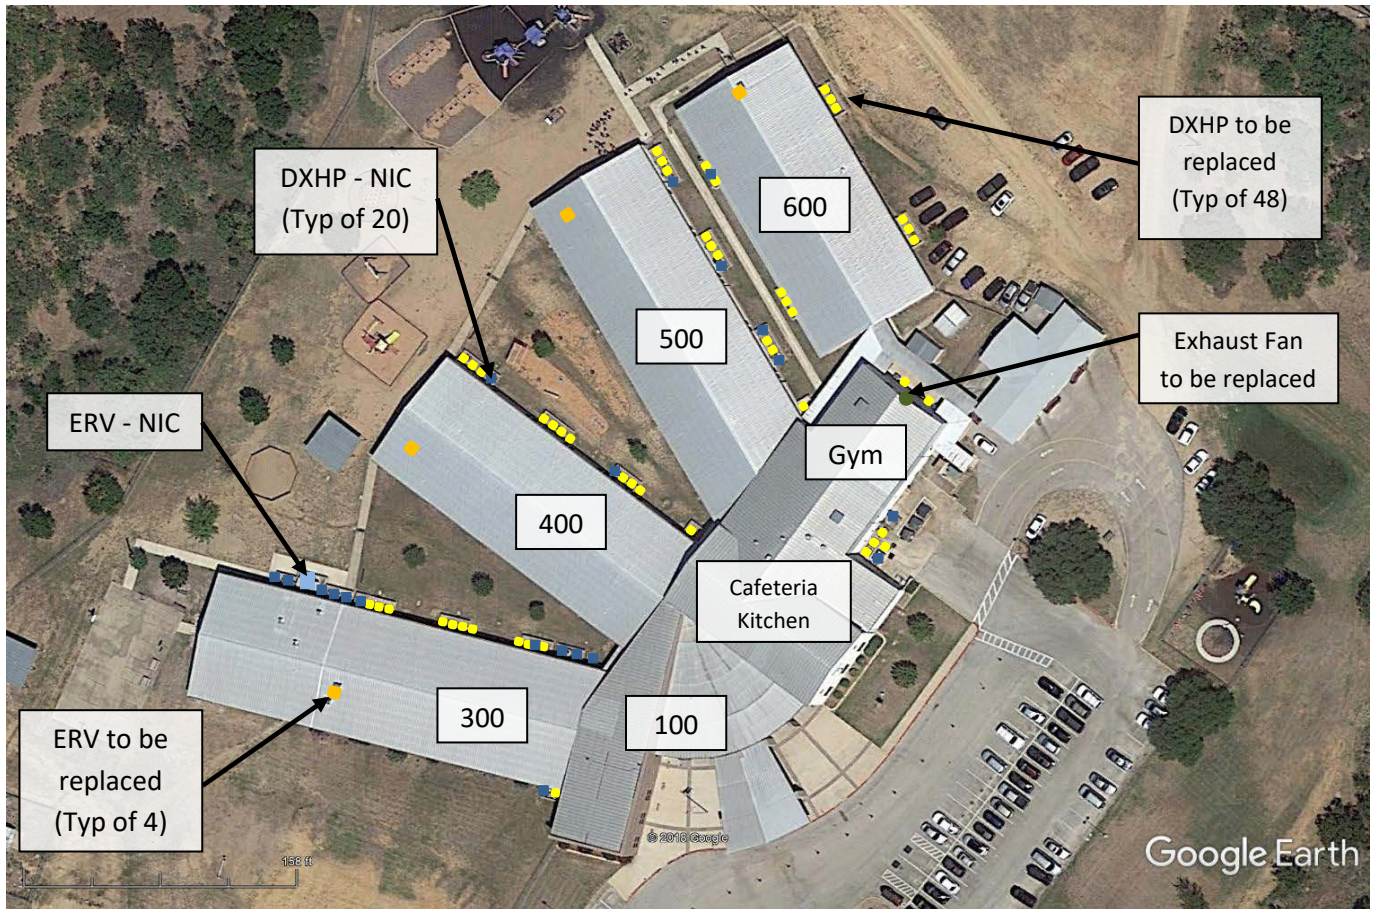 DXHP to be
replaced
(Typ of 48)
DXHP - NIC
(Typ of 20)
600
500
Exhaust Fan
to be replaced
ERV - NIC
Gym
400
Cafeteria
Kitchen
300
100
ERV to be
replaced
(Typ of 4)
© 2018 Google
Google Earth
158 ft